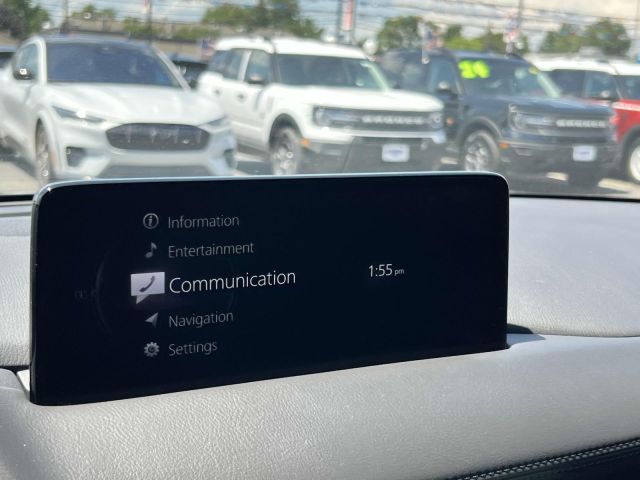 24
Information
Entertainment
Communication
1:55 pm
Navigation
Settings